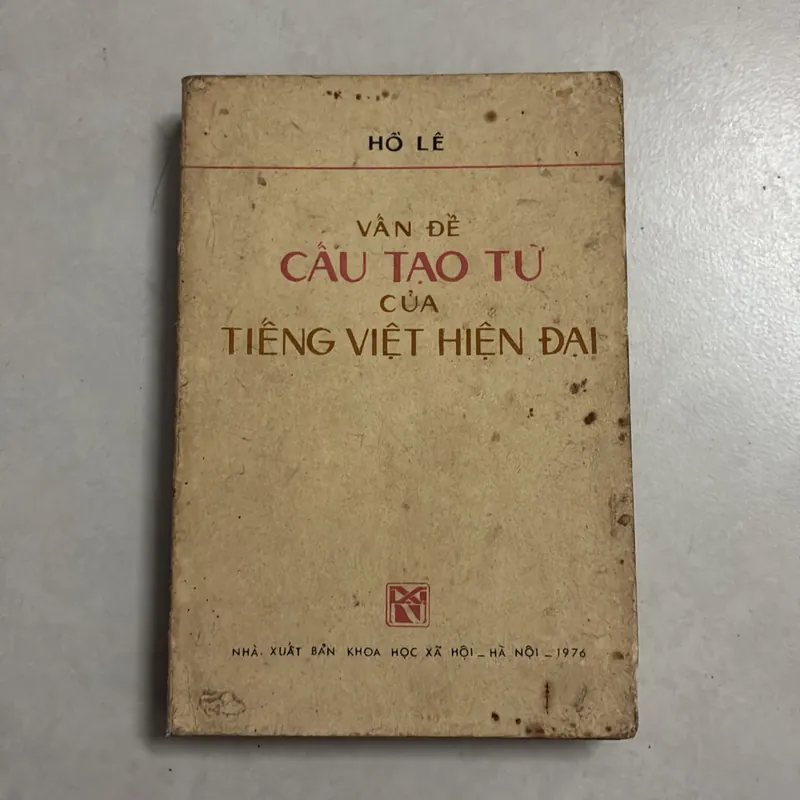 HỒ LÊ
VẤN ĐỀ
CẤU TẠO TỪ
CỦA
TIẾNG VIỆT HIỆN ĐẠI
NHÀ XUẤT BẢN KHOA HỌC XÃ HỘI - HÀ NỘI - 1976